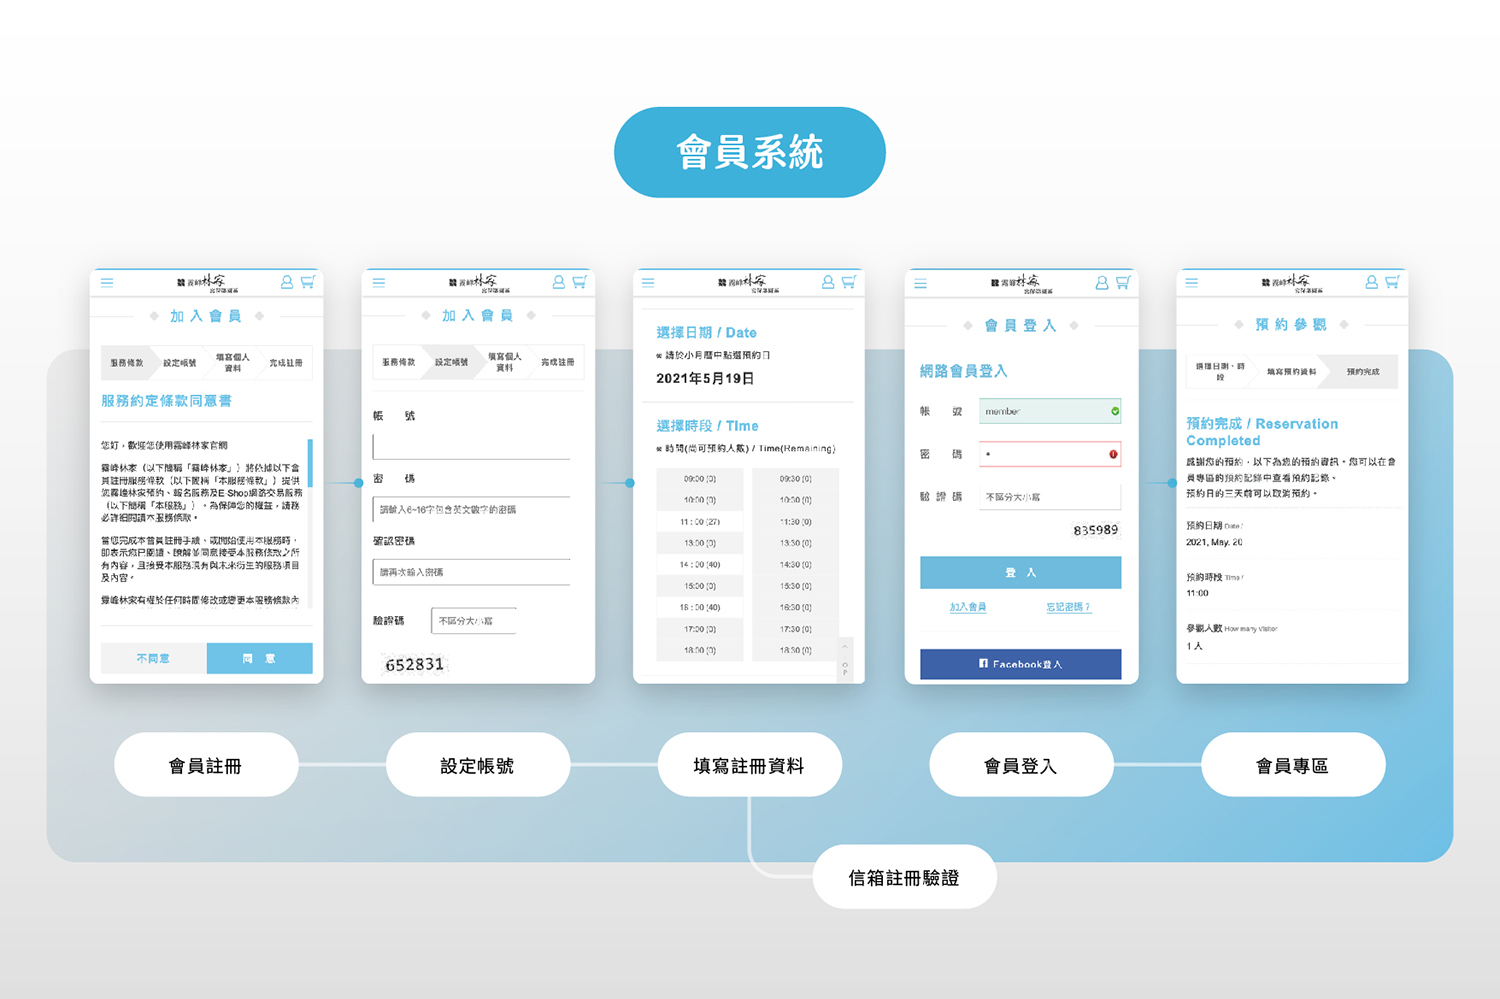 會員系統
霧峰林家
加入會員
服務條款
設定帳號
填寫個人
資料
完成註冊
服務約定條款同意書
您好，歡迎您使用霧峰林家官網
霧峰林家（以下簡稱「霧峰林家」）將依據以下會
員註冊服務條款（以下簡稱「本服務條款」）提供
您霧峰林家預約、報名服務及E-Shop網路交易服務
（以下簡稱「本服務」）。為保障您的權益，請務
必詳細閱讀本服務條款。
當您完成本會員註冊手續、或開始使用本服務時，
即表示您已閱讀、瞭解並同意接受本服務條款之所
有內容，且接受本服務現有與未來衍生的服務項目
及內容。
霧峰林家有權於任何時間修改或變更本服務條款內
不同意
同 意
霧峰林家
加入會員
服務條款
設定帳號
填寫個人
資料
完成註冊
帳 號
密 碼
請輸入6~16字包含英文數字的密碼
確認密碼
請再次輸入密碼
驗證碼
不區分大小寫
652831
霧峰林家
選擇日期 / Date
※ 請於小月曆中點選預約日
2021年5月19日
選擇時段 / TIme
※ 時間(尚可預約人數) / Time(Remaining)
09:00 (0) 09:30 (0)
10:00 (0) 10:30 (0)
11：00 (27) 11:30 (0)
13:00 (0) 13:30 (0)
14：00 (40) 14:30 (0)
15:00 (0) 15:30 (0)
16：00 (40) 16:30 (0)
17:00 (0) 17:30 (0)
18:00 (0) 18:30 (0)
霧峰林家
會員登入
網路會員登入
帳 號 member
密 碼 *
驗證碼 不區分大小寫
835989
登 入
加入會員 忘記密碼？
Facebook登入
霧峰林家
預約參觀
選擇日期、時
段
填寫預約資料
預約完成
預約完成 / Reservation
Completed
感謝您的預約，以下為您的預約資訊。您可以在會
員專區的預約記錄中查看預約記錄、
預約日的三天前可以取消預約。
預約日期 Date /
2021, May. 20
預約時段 Time /
11:00
參觀人數 How many Visitor
1 人
會員註冊
設定帳號
填寫註冊資料
會員登入
會員專區
信箱註冊驗證